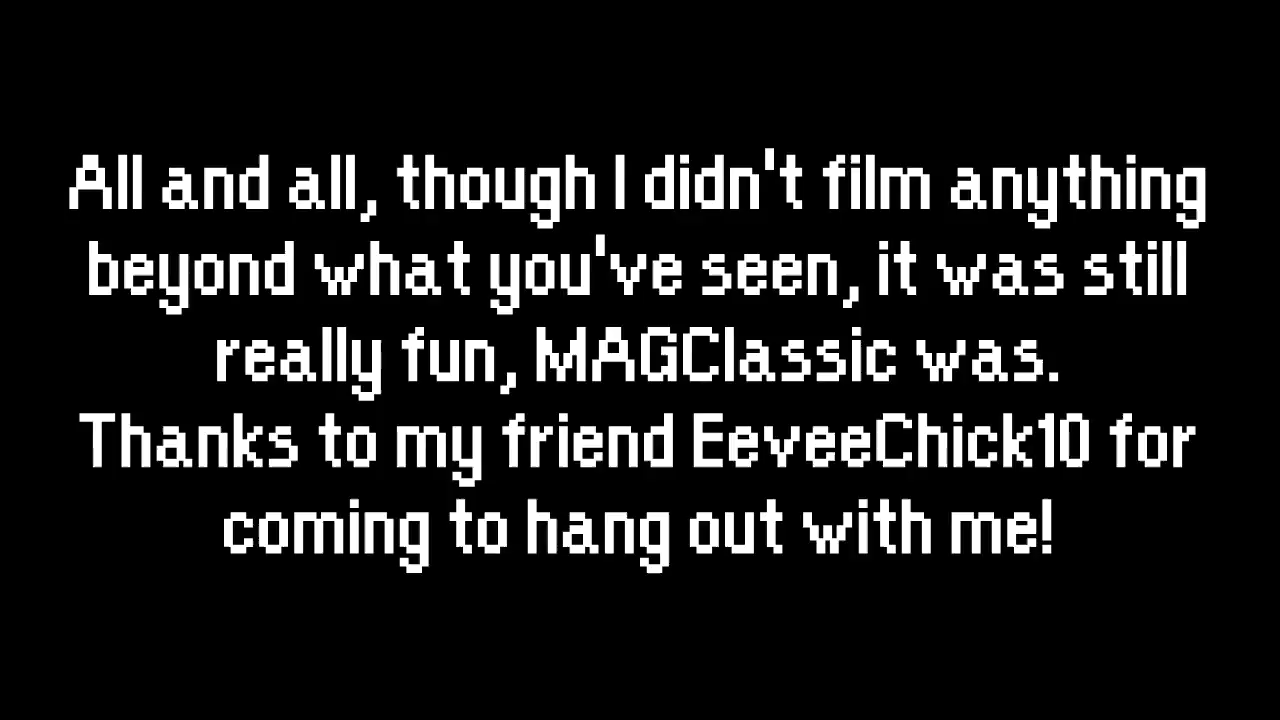 All and all, though I didn't film anything
beyond what you've seen, it was still
really fun, MAGClassic was.
Thanks to my friend EeveeChick10 for
coming to hang out with me!